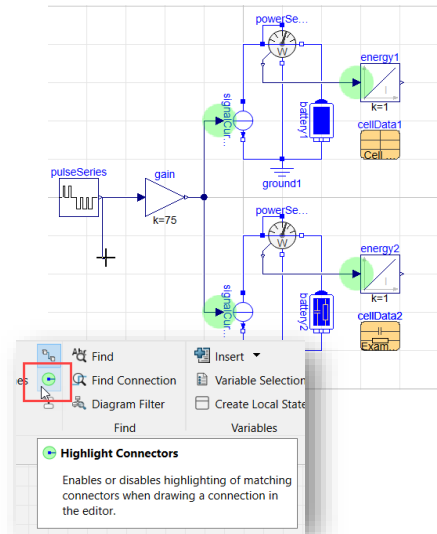 powerSe...
W
energy1
k=1
signalCur...
battery1
cellData1
Cell ...
pulseSeries
gain
k=75
ground1
powerSe...
W
energy2
k=1
signalCur...
battery2
cellData2
Exam...
Find
Insert
es
Find Connection
Variable Selection
Diagram Filter
Create Local State
Find
Variables
Highlight Connectors
Enables or disables highlighting of matching
connectors when drawing a connection in
the editor.